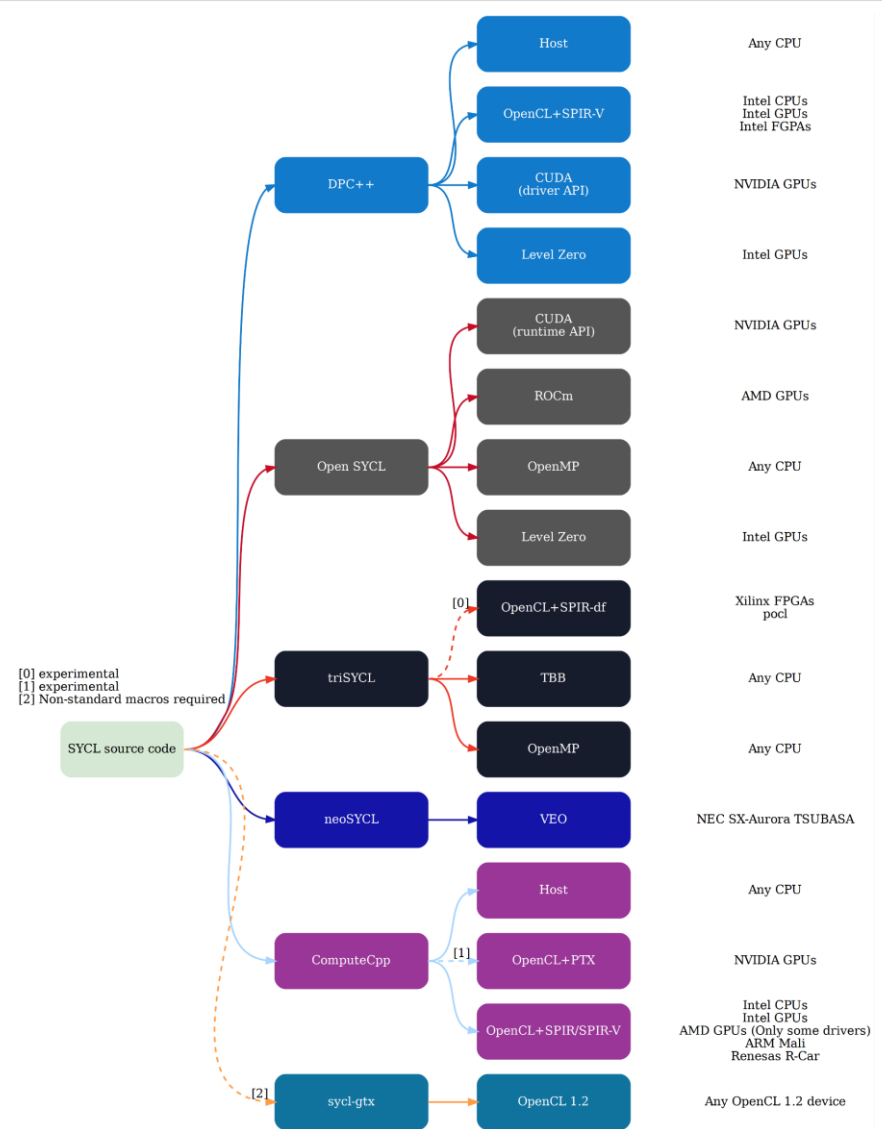 Host
Any CPU
OpenCL+SPIR-V
Intel CPUs
Intel GPUs
Intel FGPAs
DPC++
CUDA
(driver API)
NVIDIA GPUs
Level Zero
Intel GPUs
CUDA
(runtime API)
NVIDIA GPUs
ROCm
AMD GPUs
Open SYCL
OpenMP
Any CPU
Level Zero
Intel GPUs
[0]
OpenCL+SPIR-df
Xilinx FPGAs
pocl
[0] experimental
[1] experimental
[2] Non-standard macros required
triSYCL
TBB
Any CPU
SYCL source code
OpenMP
Any CPU
neoSYCL
VEO
NEC SX-Aurora TSUBASA
Host
Any CPU
ComputeCpp
[1]
OpenCL+PTX
NVIDIA GPUs
OpenCL+SPIR/SPIR-V
Intel CPUs
Intel GPUs
AMD GPUs (Only some drivers)
ARM Mali
Renesas R-Car
[2]
sycl-gtx
OpenCL 1.2
Any OpenCL 1.2 device